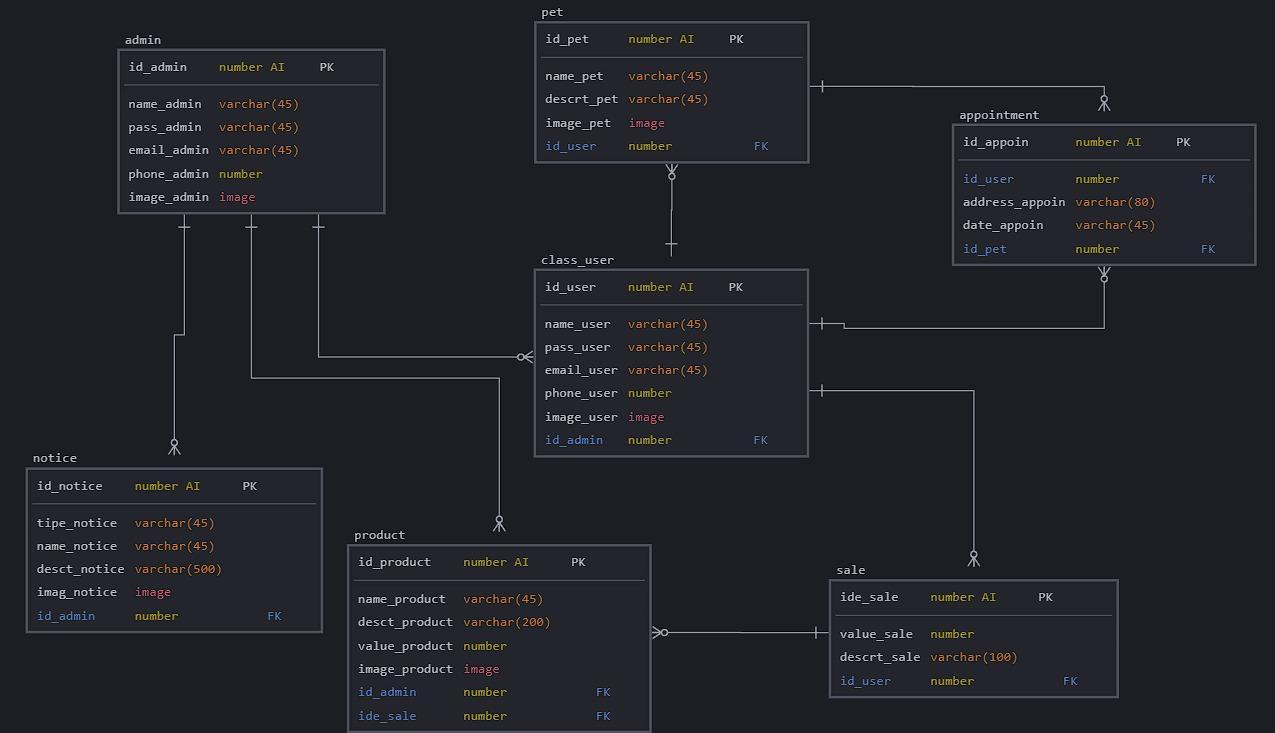 admin
id_admin number AI PK
name_admin varchar(45)
pass_admin varchar(45)
email_admin varchar(45)
phone_admin number
image_admin image
pet
id_pet number AI PK
name_pet varchar(45)
descrt_pet varchar(45)
image_pet image
id_user number FK
appointment
id_appoin number AI PK
id_user number FK
address_appoin varchar(80)
date_appoin varchar(45)
id_pet number FK
class_user
id_user number AI PK
name_user varchar(45)
pass_user varchar(45)
email_user varchar(45)
phone_user number
image_user image
id_admin number FK
notice
id_notice number AI PK
tipe_notice varchar(45)
name_notice varchar(45)
desct_notice varchar(500)
imag_notice image
id_admin number FK
product
id_product number AI PK
name_product varchar(45)
desct_product varchar(200)
value_product number
image_product image
id_admin number FK
ide_sale number FK
sale
ide_sale number AI PK
value_sale number
descrt_sale varchar(100)
id_user number FK